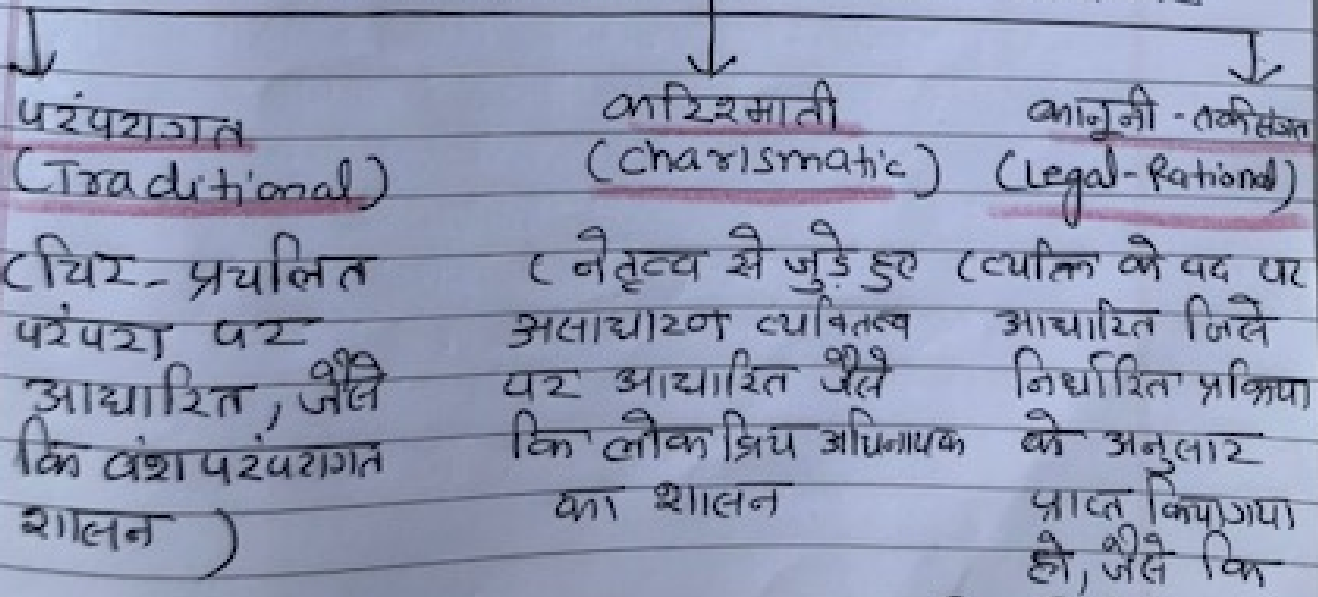 परंपरागत
(Traditional)
(चिर-प्रचलित
परंपरा पर
आधारित, जैसे
कि वंश परंपरागत
शासन)
करिश्माती
(Charismatic)
(नेतृत्व से जुड़े हुए
असाधारण व्यक्तित्व
पर आधारित जैसे
कि लोकप्रिय अधिनायक
का शासन
कानूनी - तर्कसंगत
(Legal-Rational)
(व्यक्ति के पद पर
आधारित जिसे
निर्धारित प्रक्रिया
के अनुसार
प्राप्त किया गया
हो, जैसे कि